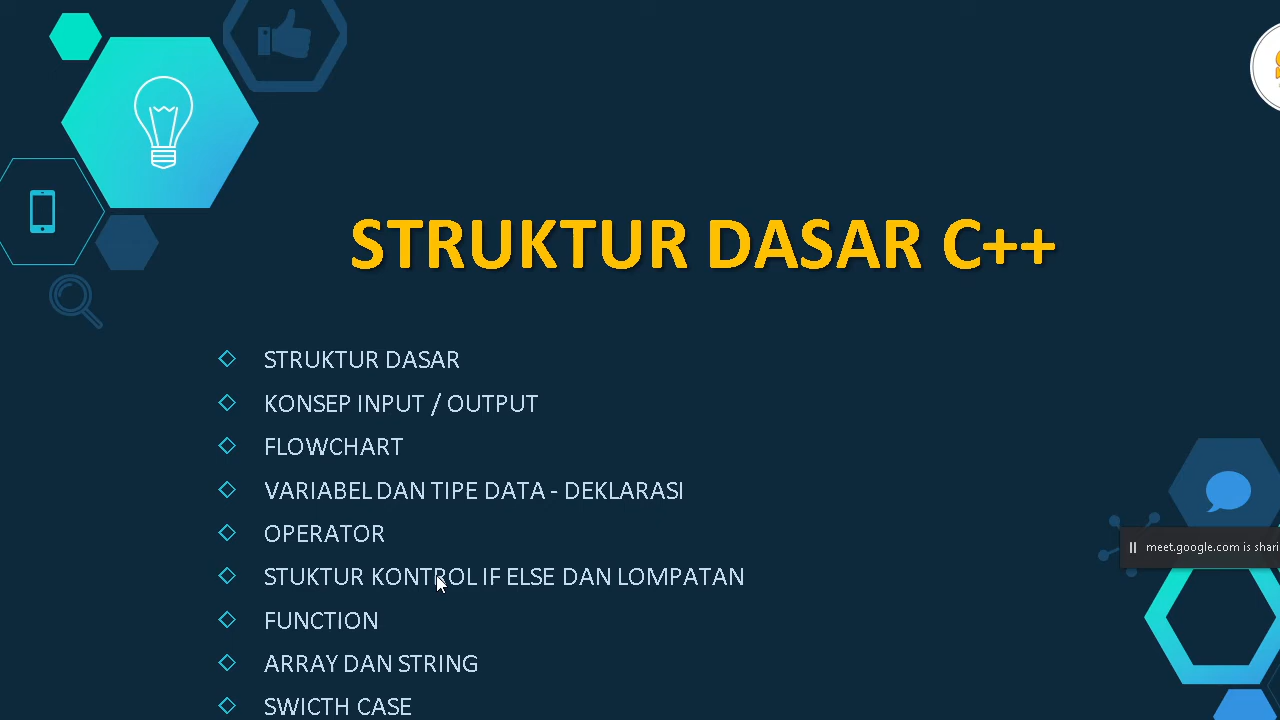 STRUKTUR DASAR C++
STRUKTUR DASAR
KONSEP INPUT / OUTPUT
FLOWCHART
VARIABEL DAN TIPE DATA - DEKLARASI
OPERATOR
STUKTUR KONTROL IF ELSE DAN LOMPATAN
meet.google.com is shari
FUNCTION
ARRAY DAN STRING
SWICTH CASE